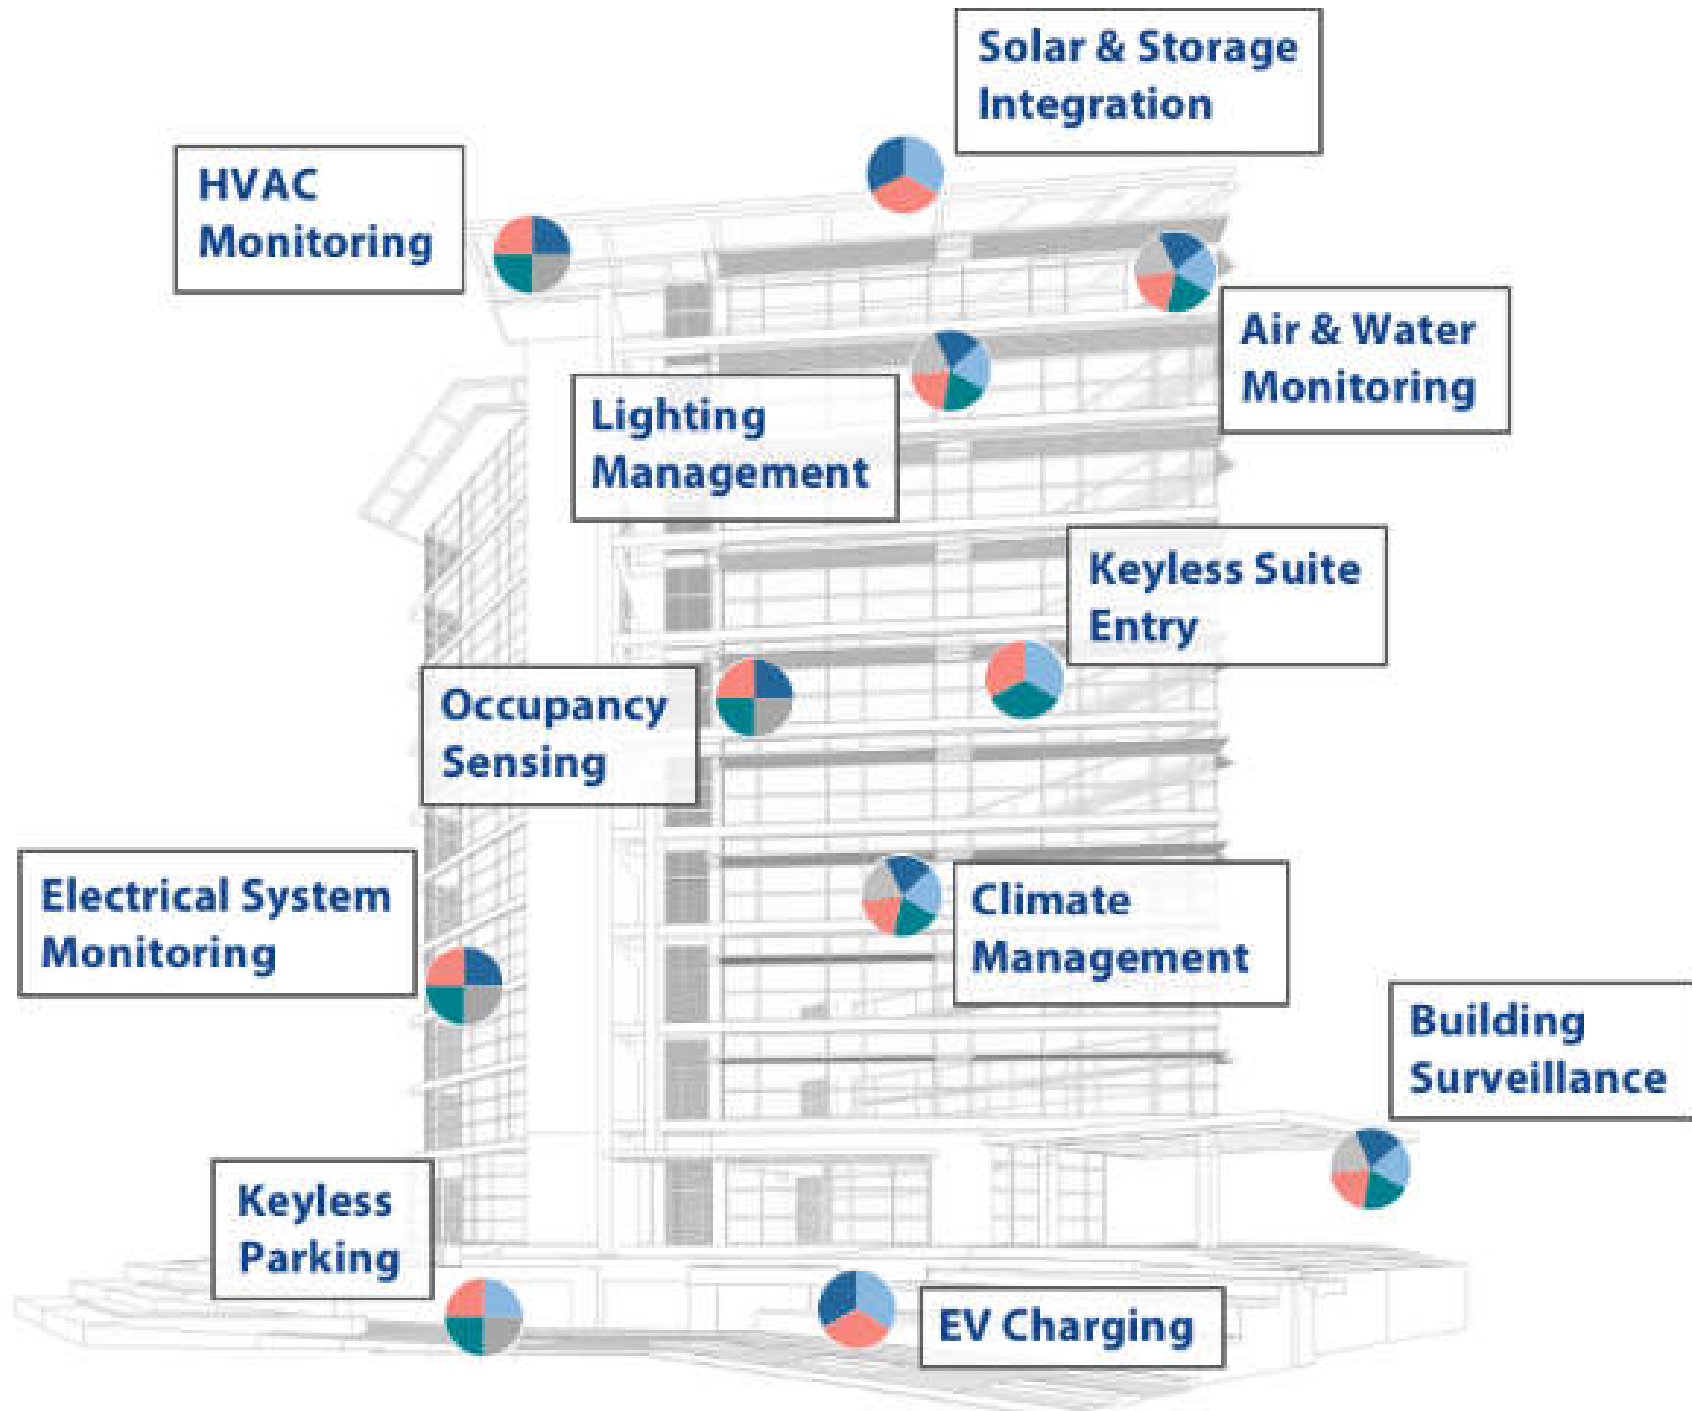 Solar & Storage
Integration
HVAC
Monitoring
Air & Water
Monitoring
Lighting
Management
Keyless Suite
Entry
Occupancy
Sensing
Electrical System
Monitoring
Climate
Management
Building
Surveillance
Keyless
Parking
EV Charging